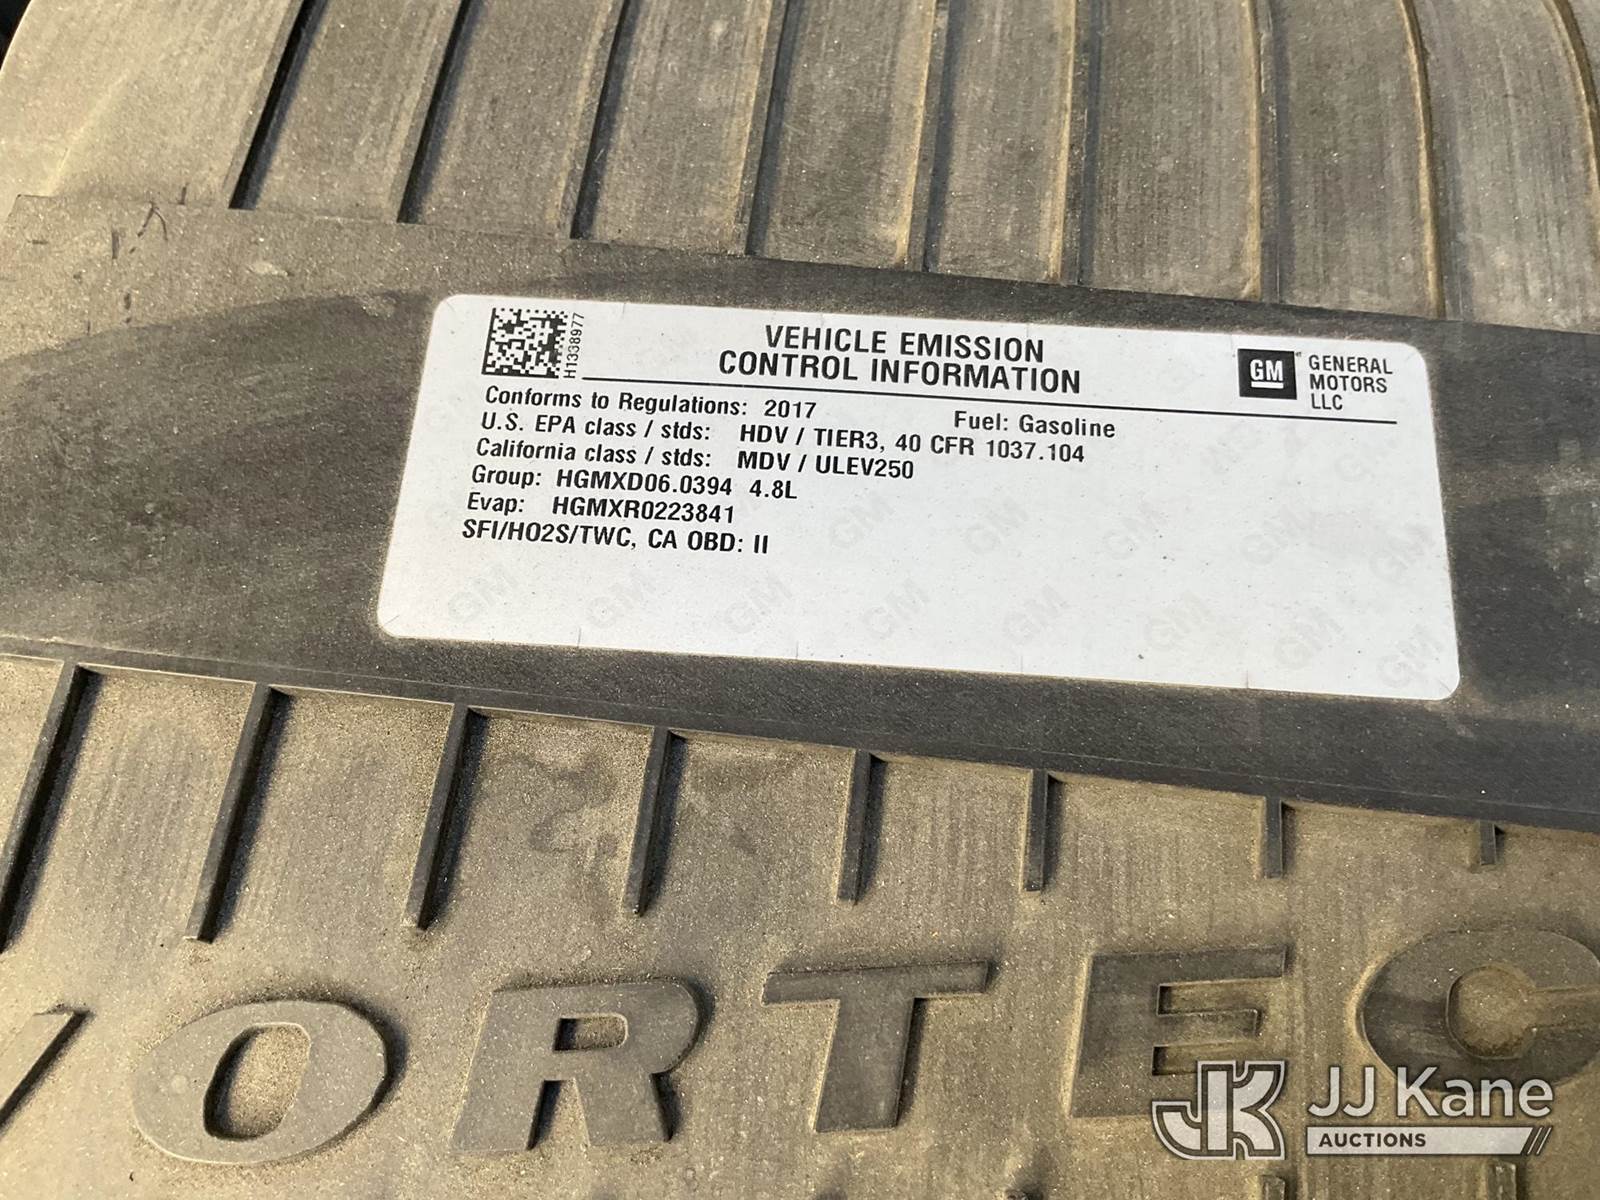 H1338977
VEHICLE EMISSION
CONTROL INFORMATION
GM
GENERAL
MOTORS
LLC
Conforms to Regulations: 2017 Fuel: Gasoline
U.S. EPA class / stds: HDV / TIER3, 40 CFR 1037.104
California class / stds: MDV / ULEV250
Group: HGMXD06.0394 4.8L
Evap: HGMXR0223841
SFI/HO2S/TWC, CA OBD: II
VORTEC
JK JJ Kane
AUCTIONS